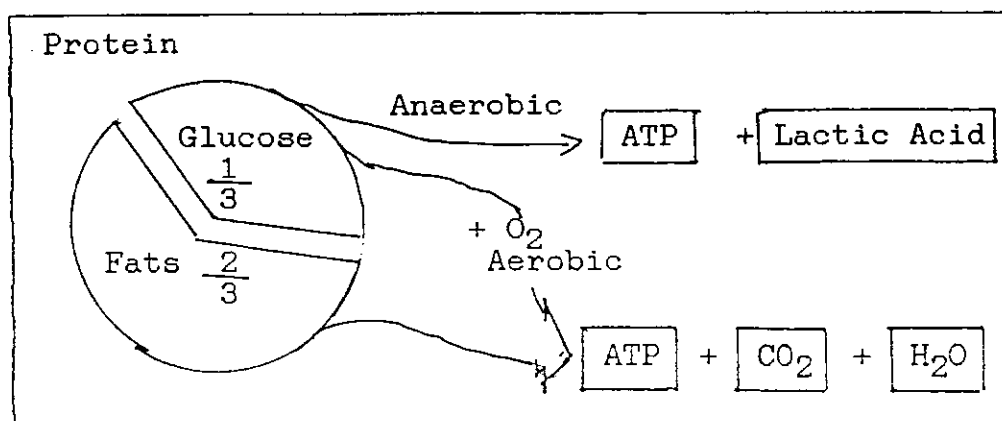 Protein
Anaerobic
ATP + Lactic Acid
Glucose
1/3
+ O₂
Aerobic
Fats 2/3
ATP + CO₂ + H₂O